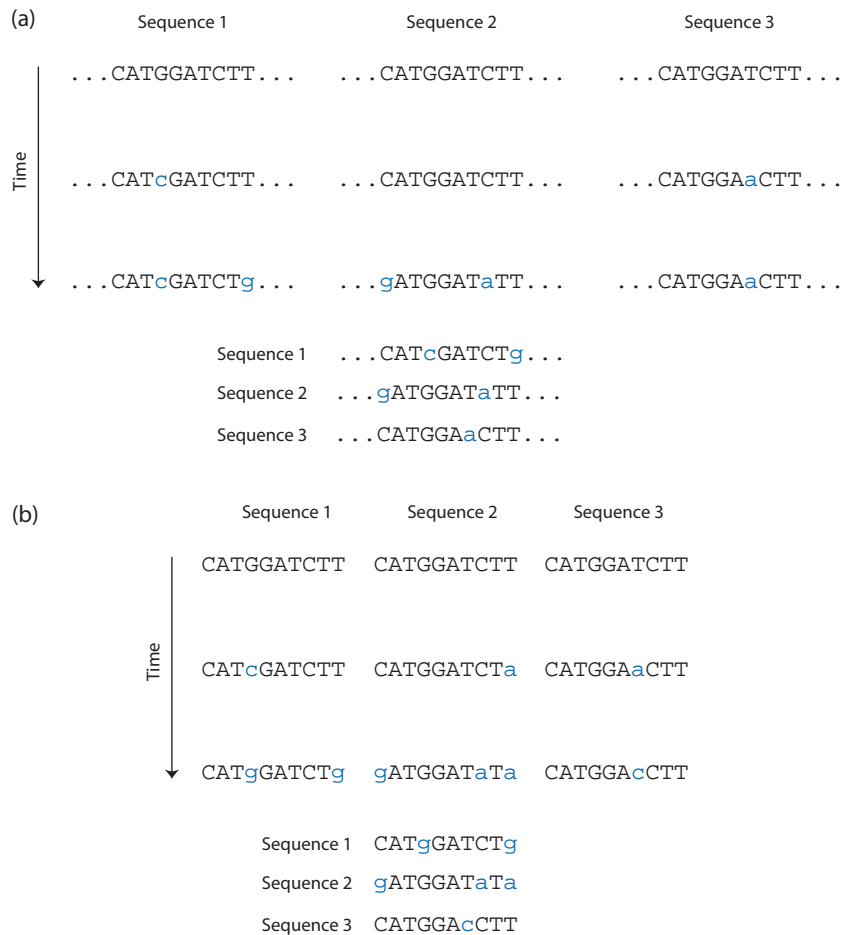 (a)
Sequence 1 Sequence 2 Sequence 3
...CATGGATCTT... ...CATGGATCTT... ...CATGGATCTT...
Time
...CATcGATCTT... ...CATGGATCTT... ...CATGGAaCTT...
...CATcGATCTg... ...gATGGATaTT... ...CATGGAaCTT...
Sequence 1 ...CATcGATCTg...
Sequence 2 ...gATGGATaTT...
Sequence 3 ...CATGGAaCTT...
(b)
Sequence 1 Sequence 2 Sequence 3
CATGGATCTT CATGGATCTT CATGGATCTT
Time
CATcGATCTT CATGGATCTa CATGGAaCTT
CATgGATCTg gATGGATaTa CATGGAcCTT
Sequence 1 CATgGATCTg
Sequence 2 gATGGATaTa
Sequence 3 CATGGAcCTT